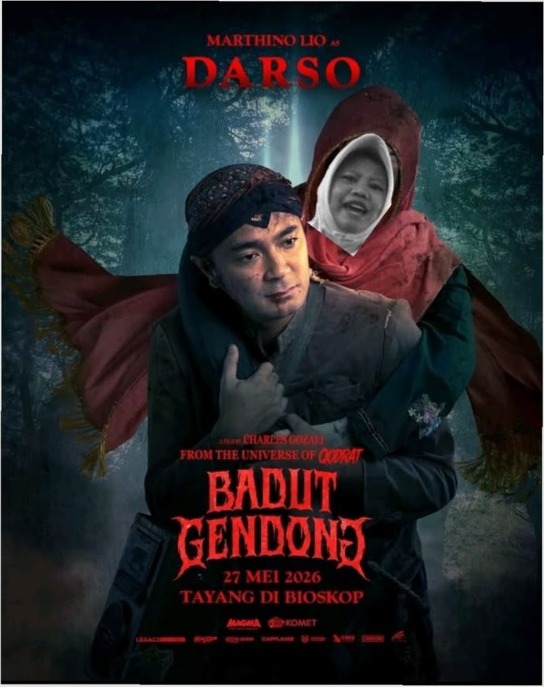 MARTHINO LIO AS
DARSO
A FILM BY CHARLES GOZALI
FROM THE UNIVERSE OF QODRAT
BADUT
GENDONG
27 MEI 2026
TAYANG DI BIOSKOP
MAGMA KOMET
LEGACY